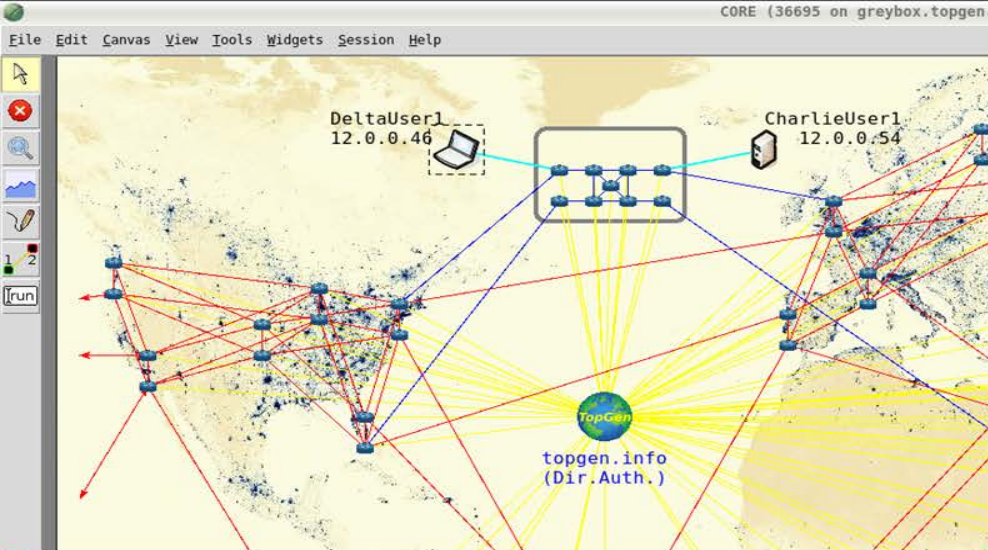 CORE (36695 on greybox.topgen
File Edit Canvas View Tools Widgets Session Help
DeltaUser1
12.0.0.46
CharlieUser1
12.0.0.54
1 2
run
TopGen
topgen.info
(Dir.Auth.)